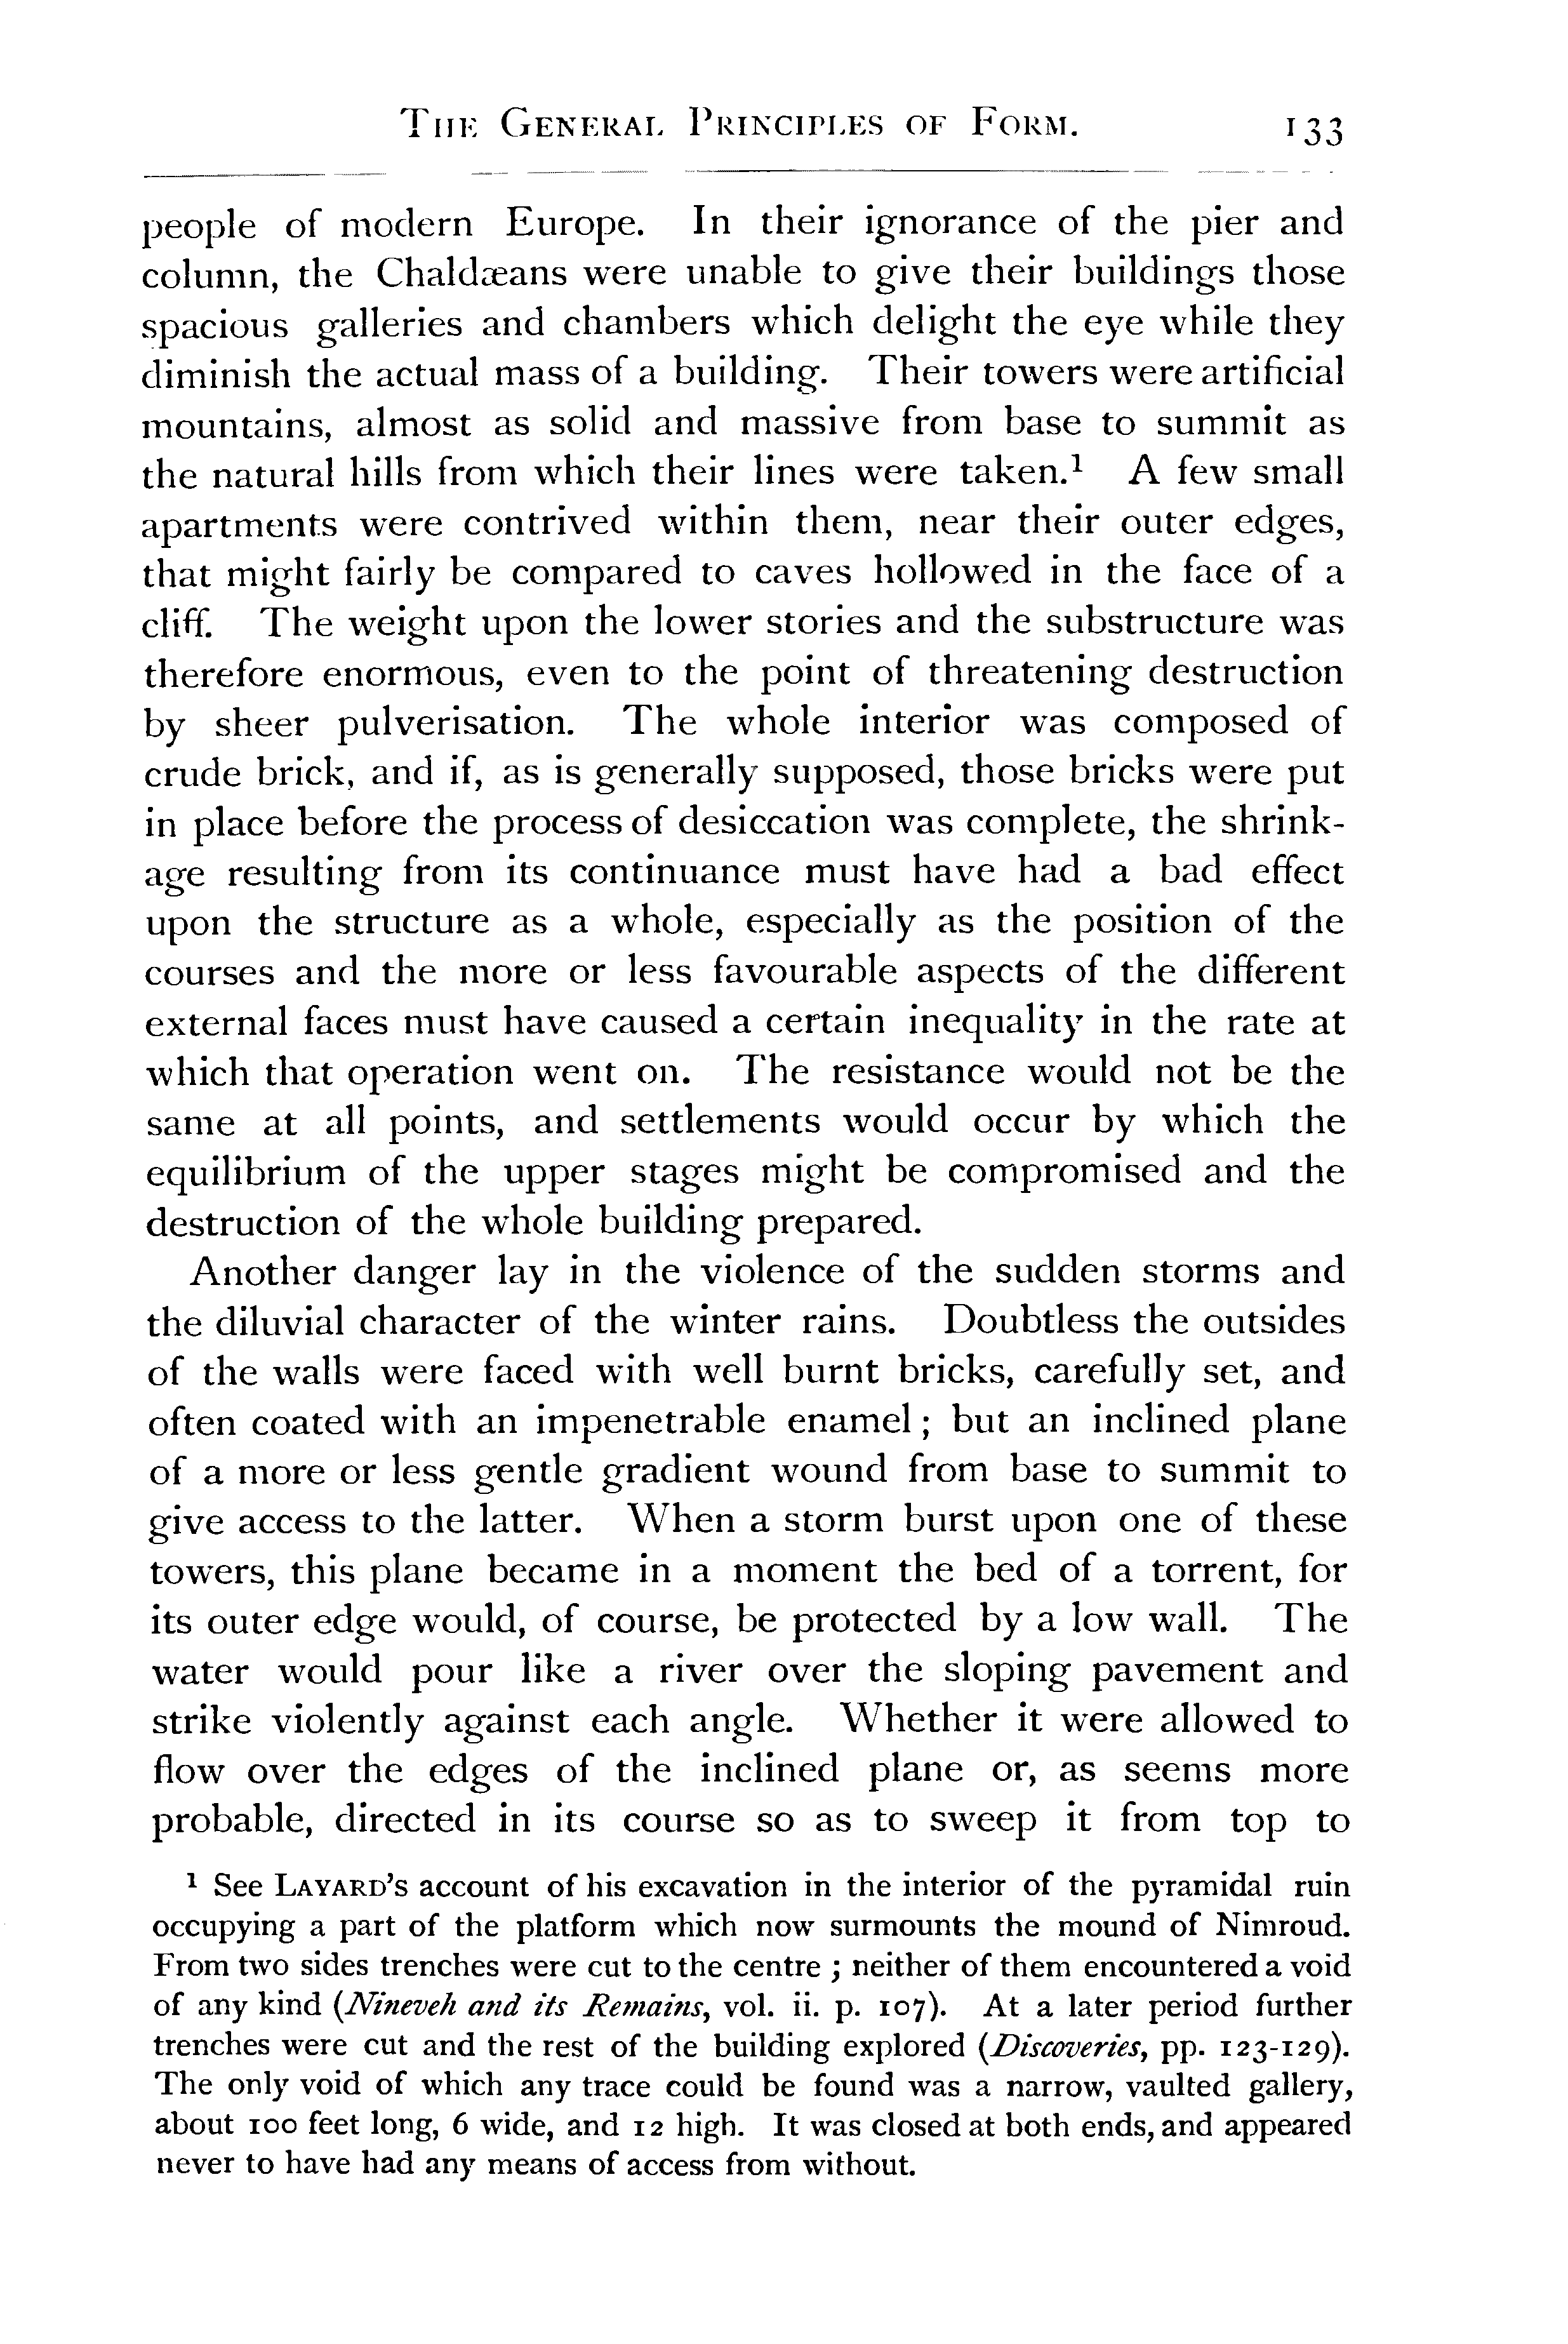 The General Principles of Form. 133
people of modern Europe. In their ignorance of the pier and
column, the Chaldæans were unable to give their buildings those
spacious galleries and chambers which delight the eye while they
diminish the actual mass of a building. Their towers were artificial
mountains, almost as solid and massive from base to summit as
the natural hills from which their lines were taken.¹ A few small
apartments were contrived within them, near their outer edges,
that might fairly be compared to caves hollowed in the face of a
cliff. The weight upon the lower stories and the substructure was
therefore enormous, even to the point of threatening destruction
by sheer pulverisation. The whole interior was composed of
crude brick, and if, as is generally supposed, those bricks were put
in place before the process of desiccation was complete, the shrink-
age resulting from its continuance must have had a bad effect
upon the structure as a whole, especially as the position of the
courses and the more or less favourable aspects of the different
external faces must have caused a certain inequality in the rate at
which that operation went on. The resistance would not be the
same at all points, and settlements would occur by which the
equilibrium of the upper stages might be compromised and the
destruction of the whole building prepared.
Another danger lay in the violence of the sudden storms and
the diluvial character of the winter rains. Doubtless the outsides
of the walls were faced with well burnt bricks, carefully set, and
often coated with an impenetrable enamel; but an inclined plane
of a more or less gentle gradient wound from base to summit to
give access to the latter. When a storm burst upon one of these
towers, this plane became in a moment the bed of a torrent, for
its outer edge would, of course, be protected by a low wall. The
water would pour like a river over the sloping pavement and
strike violently against each angle. Whether it were allowed to
flow over the edges of the inclined plane or, as seems more
probable, directed in its course so as to sweep it from top to
¹ See Layard's account of his excavation in the interior of the pyramidal ruin
occupying a part of the platform which now surmounts the mound of Nimroud.
From two sides trenches were cut to the centre ; neither of them encountered a void
of any kind (Nineveh and its Remains, vol. ii. p. 107). At a later period further
trenches were cut and the rest of the building explored (Discoveries, pp. 123-129).
The only void of which any trace could be found was a narrow, vaulted gallery,
about 100 feet long, 6 wide, and 12 high. It was closed at both ends, and appeared
never to have had any means of access from without.